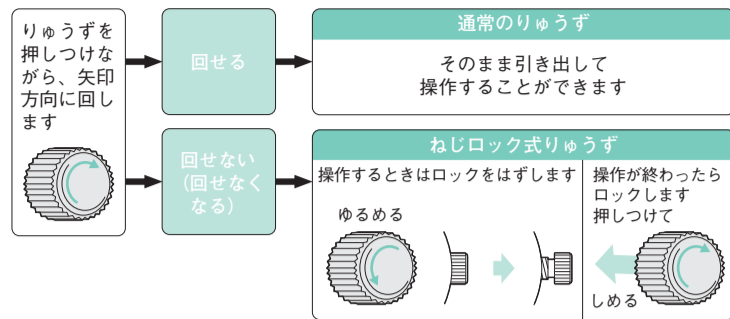 りゅうずを
押しつけな
がら、矢印
方向に回し
ます
回せる
通常のりゅうず
そのまま引き出して
操作することができます
回せない
（回せなく
なる）
ねじロック式りゅうず
操作するときはロックをはずします
ゆるめる
操作が終わったら
ロックします
押しつけて
しめる